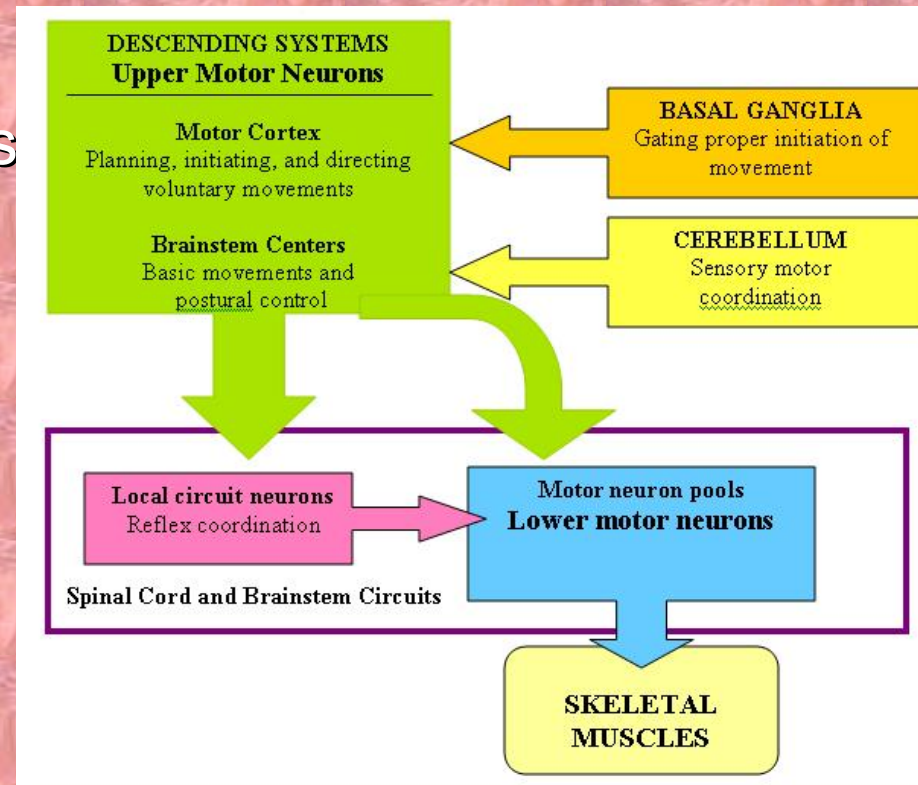 DESCENDING SYSTEMS
Upper Motor Neurons
Motor Cortex
Planning, initiating, and directing
voluntary movements
Brainstem Centers
Basic movements and
postural control
BASAL GANGLIA
Gating proper initiation of
movement
CEREBELLUM
Sensory motor
coordination
Local circuit neurons
Reflex coordination
Motor neuron pools
Lower motor neurons
Spinal Cord and Brainstem Circuits
SKELETAL
MUSCLES